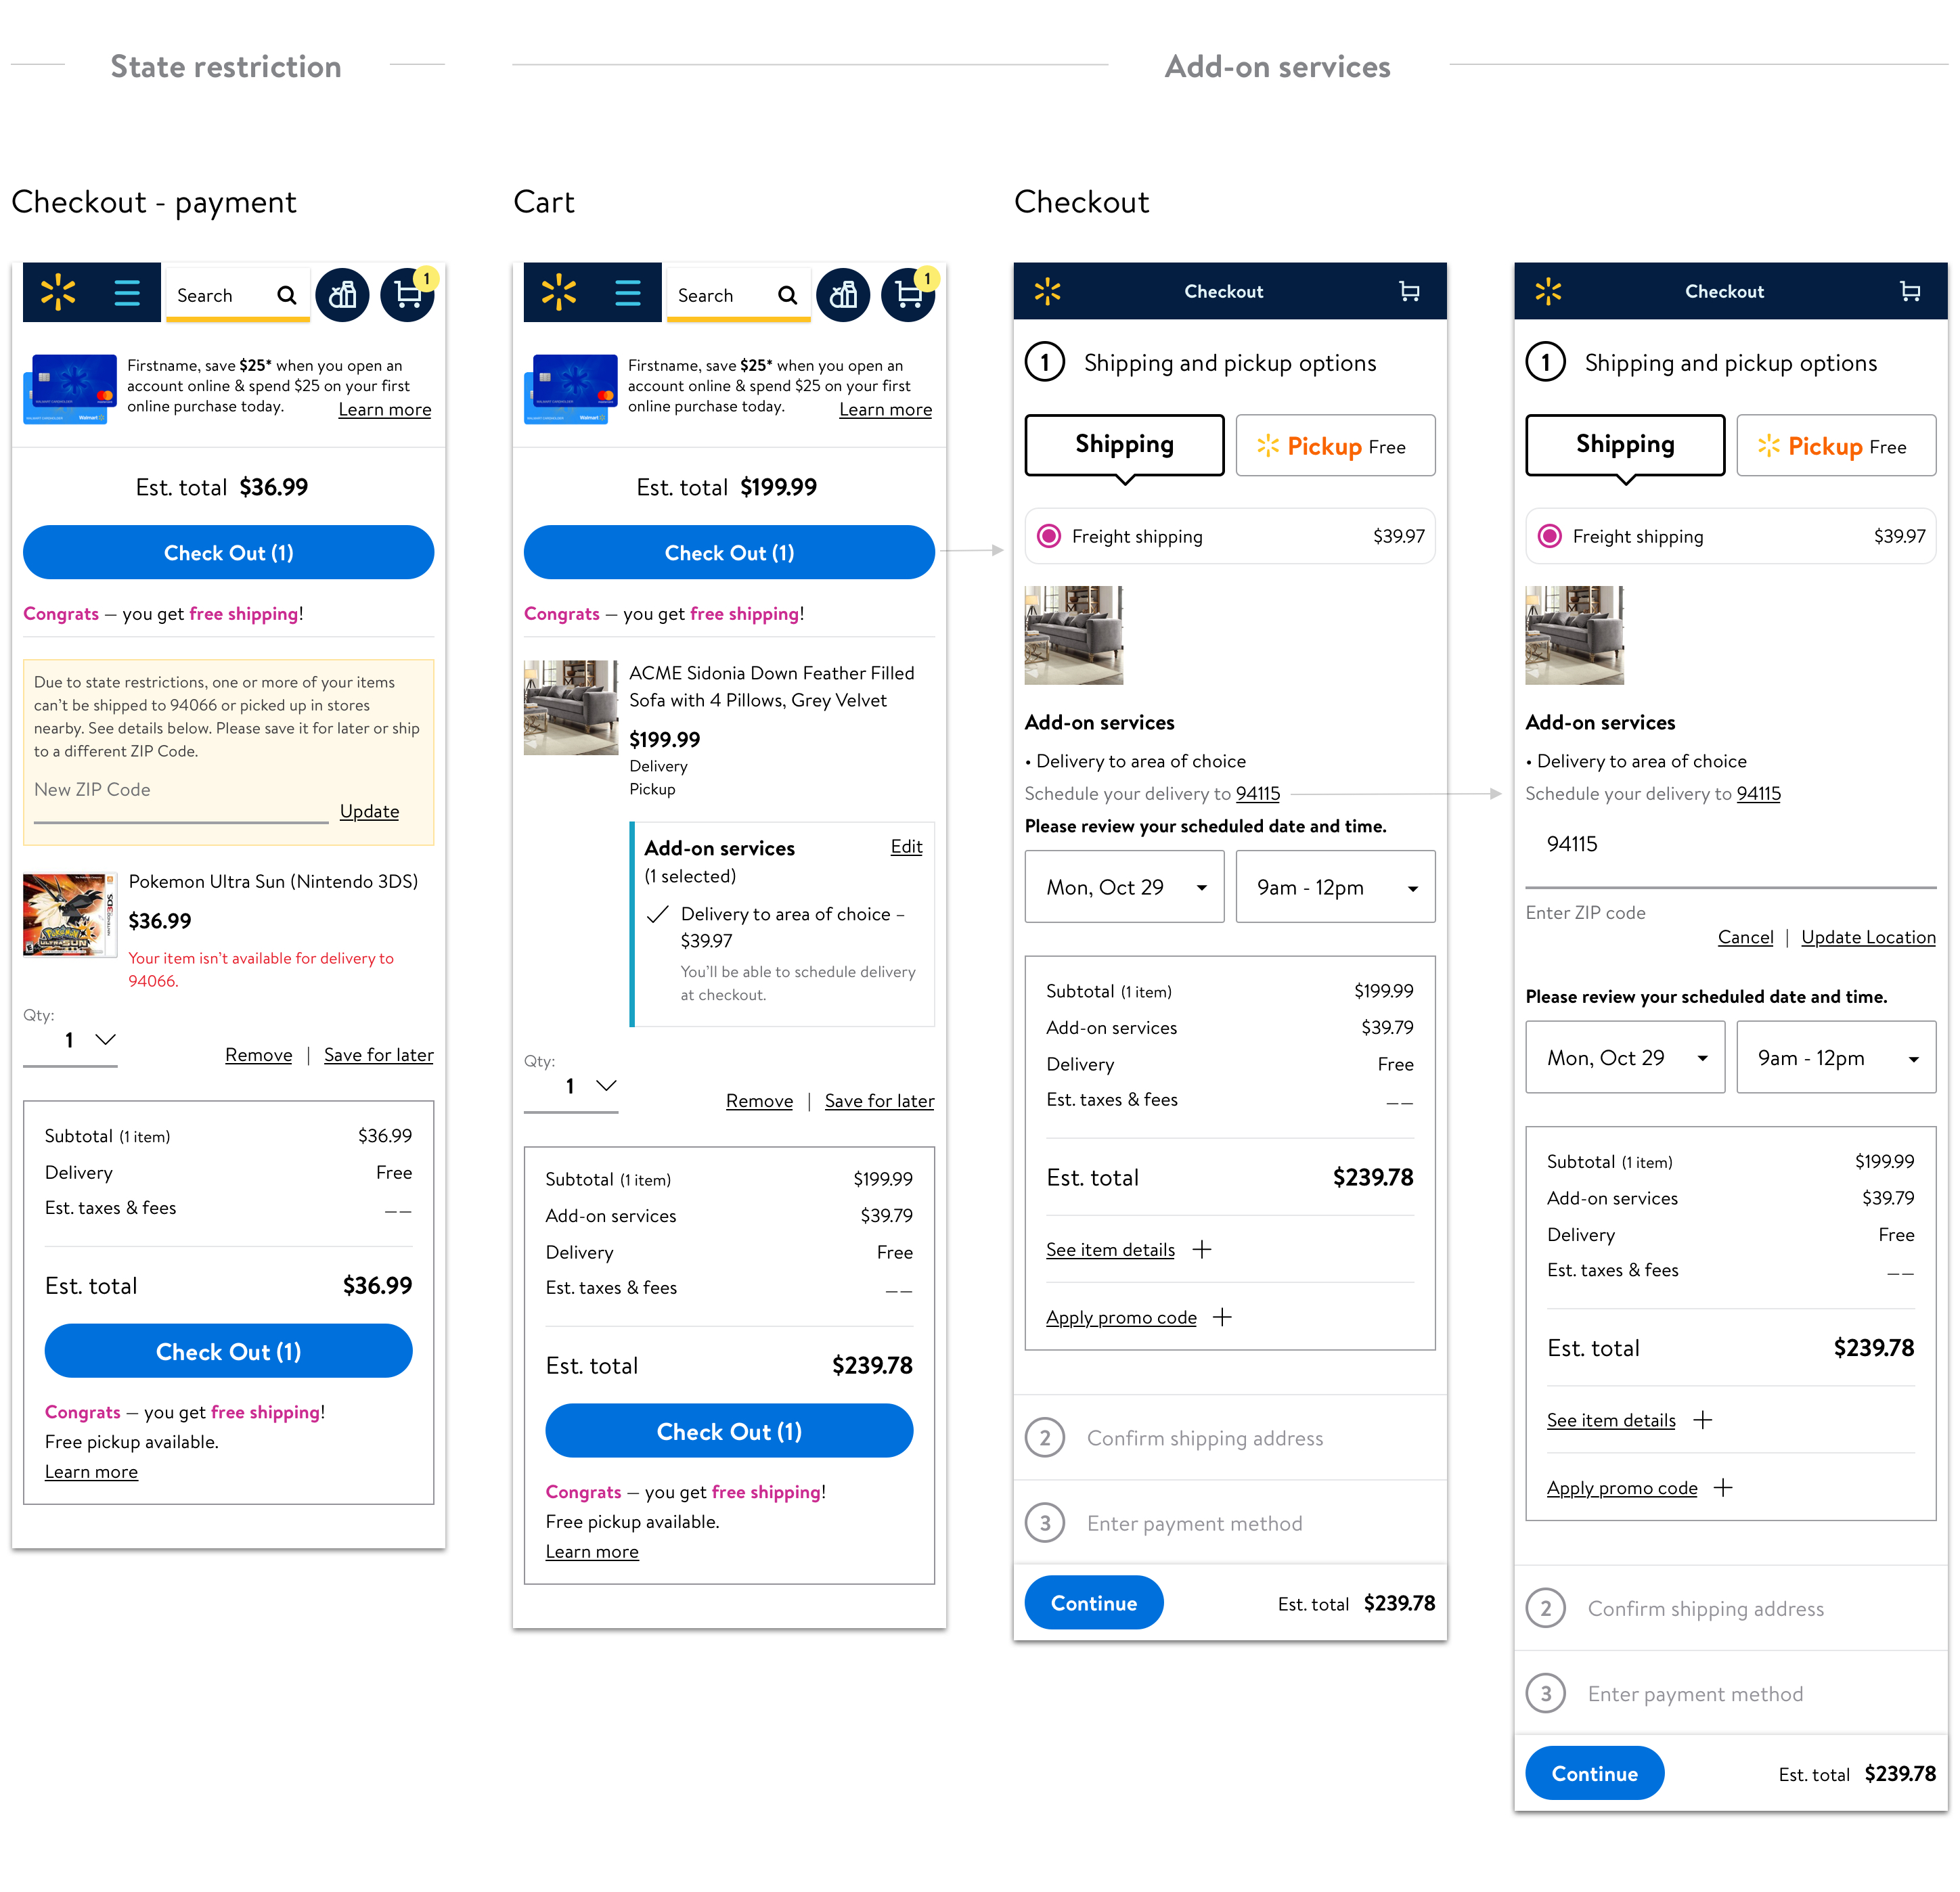 State restriction
Add-on services
Checkout - payment
Search
1
Firstname, save $25* when you open an
account online & spend $25 on your first
online purchase today.
Learn more
Est. total $36.99
Check Out (1)
Congrats – you get free shipping!
Due to state restrictions, one or more of your items
can't be shipped to 94066 or picked up in stores
nearby. See details below. Please save it for later or ship
to a different ZIP Code.
New ZIP Code
Update
Pokemon Ultra Sun (Nintendo 3DS)
$36.99
Your item isn't available for delivery to
94066.
Qty:
1
Remove | Save for later
Subtotal (1 item) $36.99
Delivery Free
Est. taxes & fees ––
Est. total $36.99
Check Out (1)
Congrats – you get free shipping!
Free pickup available.
Learn more
Cart
Search
1
Firstname, save $25* when you open an
account online & spend $25 on your first
online purchase today.
Learn more
Est. total $199.99
Check Out (1)
Congrats – you get free shipping!
ACME Sidonia Down Feather Filled
Sofa with 4 Pillows, Grey Velvet
$199.99
Delivery
Pickup
Add-on services Edit
(1 selected)
Delivery to area of choice –
$39.97
You'll be able to schedule delivery
at checkout.
Qty:
1
Remove | Save for later
Subtotal (1 item) $199.99
Add-on services $39.79
Delivery Free
Est. taxes & fees ––
Est. total $239.78
Check Out (1)
Congrats – you get free shipping!
Free pickup available.
Learn more
Checkout
Checkout
1 Shipping and pickup options
Shipping Pickup Free
Freight shipping $39.97
Add-on services
• Delivery to area of choice
Schedule your delivery to 94115
Please review your scheduled date and time.
Mon, Oct 29 9am - 12pm
Subtotal (1 item) $199.99
Add-on services $39.79
Delivery Free
Est. taxes & fees ––
Est. total $239.78
See item details +
Apply promo code +
2 Confirm shipping address
3 Enter payment method
Continue Est. total $239.78
Checkout
1 Shipping and pickup options
Shipping Pickup Free
Freight shipping $39.97
Add-on services
• Delivery to area of choice
Schedule your delivery to 94115
94115
Enter ZIP code
Cancel | Update Location
Please review your scheduled date and time.
Mon, Oct 29 9am - 12pm
Subtotal (1 item) $199.99
Add-on services $39.79
Delivery Free
Est. taxes & fees ––
Est. total $239.78
See item details +
Apply promo code +
2 Confirm shipping address
3 Enter payment method
Continue Est. total $239.78